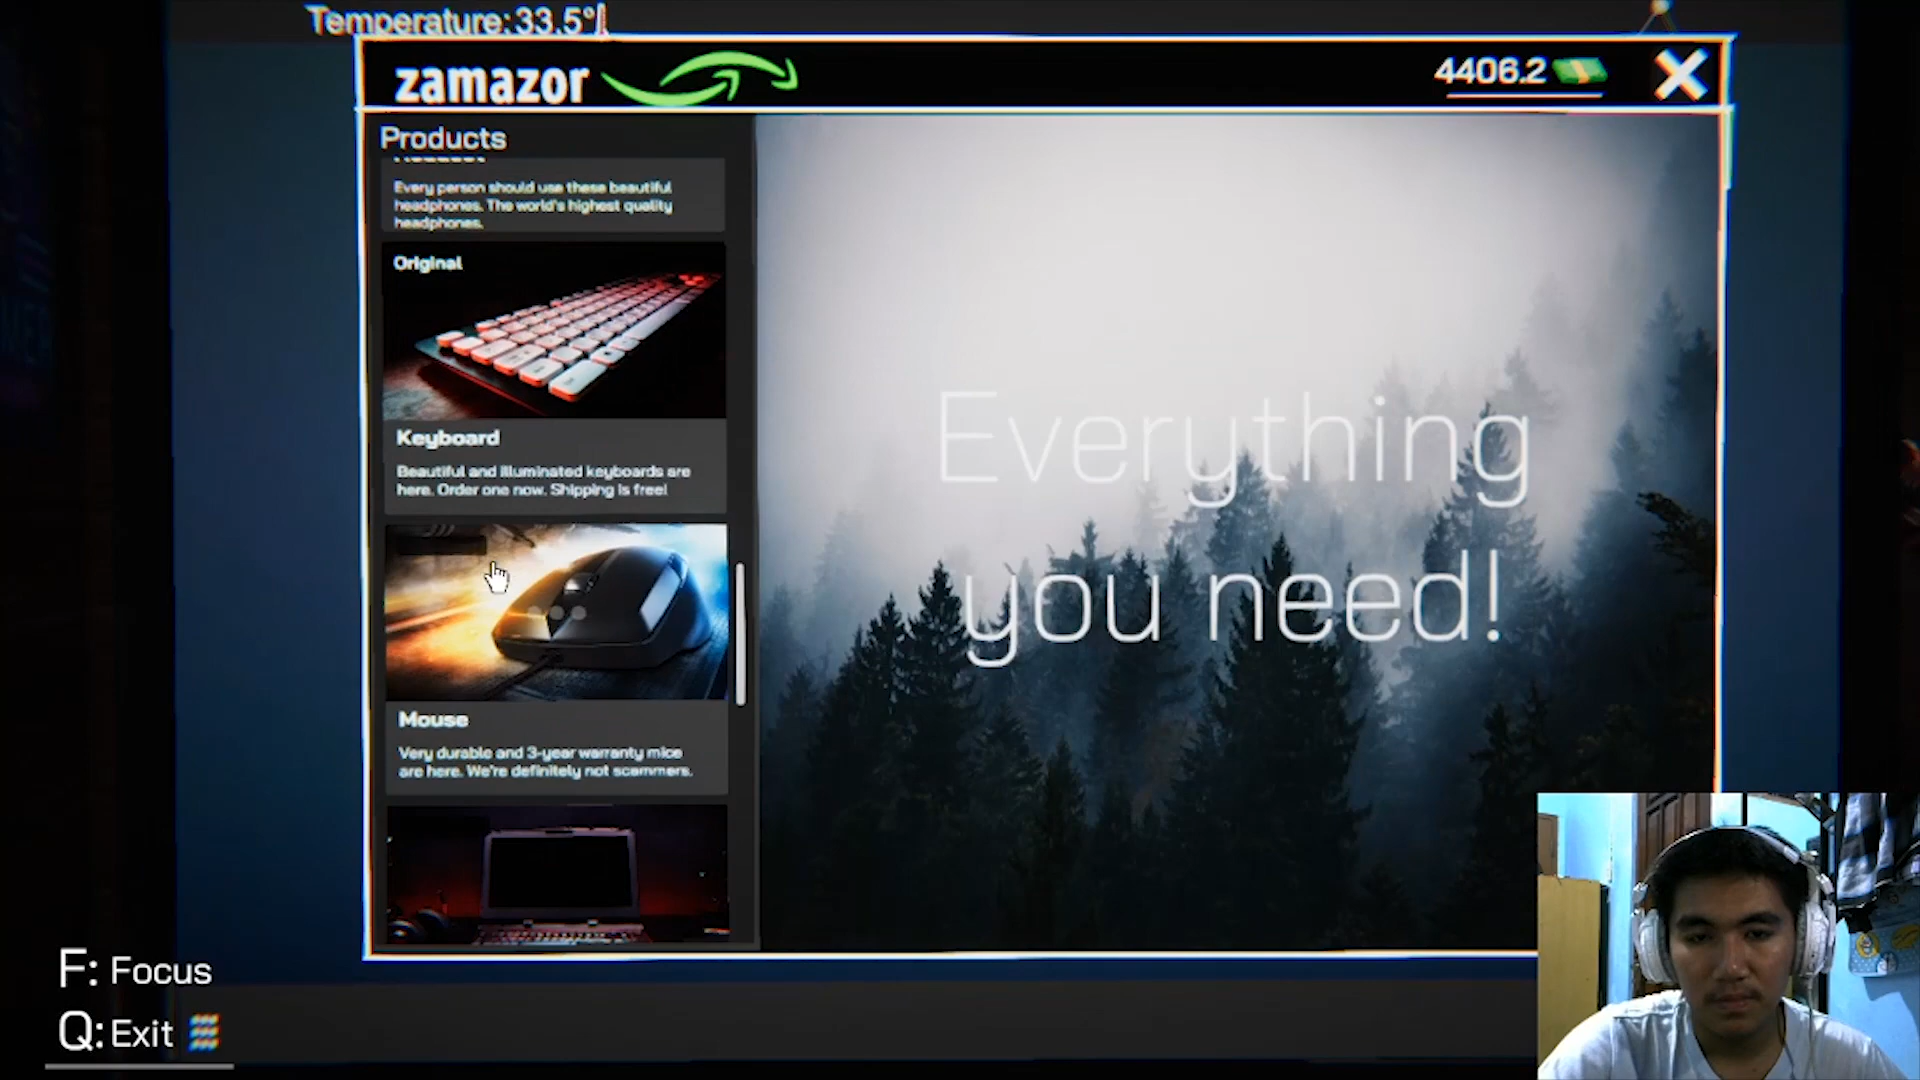 Temperature: 33.5°
zamazor
4406.2
Products
Every person should use these beautiful
headphones. The world's highest quality
headphones.
Original
Keyboard
Beautiful and illuminated keyboards are
here. Order one now. Shipping is free!
Mouse
Very durable and 3-year warranty mice
are here. We're definitely not scammers.
Everything
you need!
F: Focus
Q: Exit